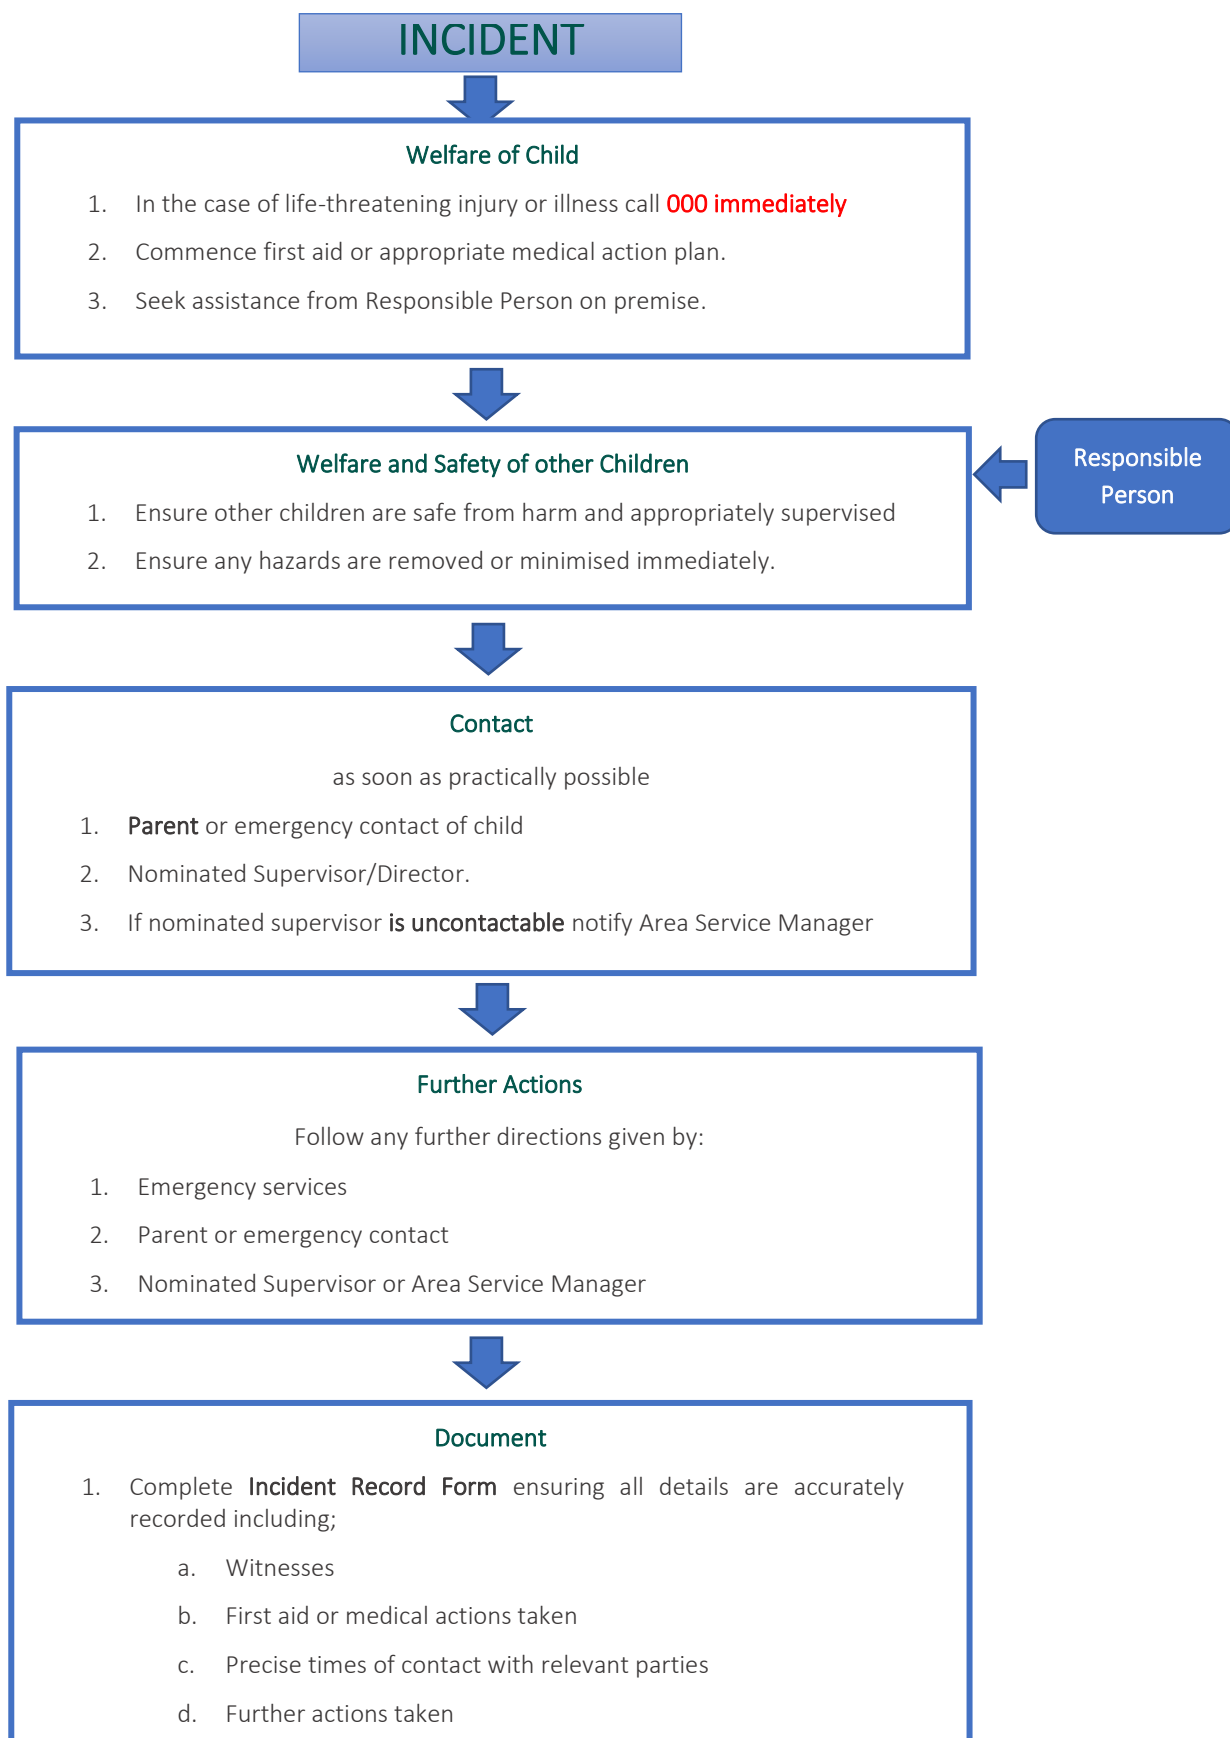 INCIDENT
Welfare of Child
1. In the case of life-threatening injury or illness call 000 immediately
2. Commence first aid or appropriate medical action plan.
3. Seek assistance from Responsible Person on premise.
Welfare and Safety of other Children
1. Ensure other children are safe from harm and appropriately supervised
2. Ensure any hazards are removed or minimised immediately.
Responsible
Person
Contact
as soon as practically possible
1. Parent or emergency contact of child
2. Nominated Supervisor/Director.
3. If nominated supervisor is uncontactable notify Area Service Manager
Further Actions
Follow any further directions given by:
1. Emergency services
2. Parent or emergency contact
3. Nominated Supervisor or Area Service Manager
Document
1. Complete Incident Record Form ensuring all details are accurately
recorded including;
a. Witnesses
b. First aid or medical actions taken
c. Precise times of contact with relevant parties
d. Further actions taken